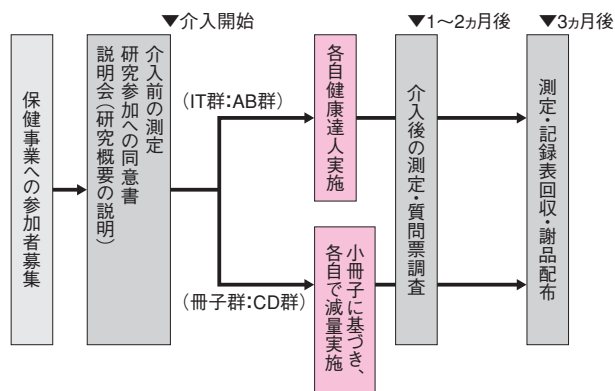 ▼介入開始
▼1〜2ヵ月後
▼3ヵ月後
保健事業への参加者募集
説明会(研究概要の説明)
研究参加への同意書
介入前の測定
(IT群:AB群)
各自健康達人実施
(冊子群:CD群)
小冊子に基づき、
各自で減量実施
介入後の測定・質問票調査
測定・記録表回収・謝品配布